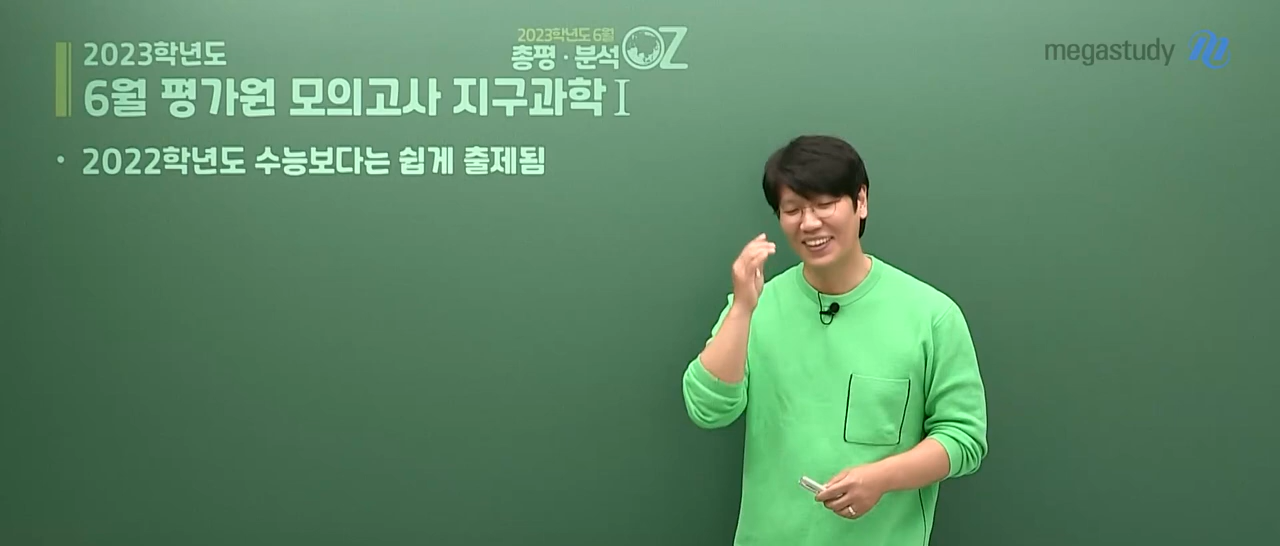 2023학년도
6월 평가원 모의고사 지구과학I
2023학년도 6월
총평 · 분석 OZ
megastudy M
• 2022학년도 수능보다는 쉽게 출제됨